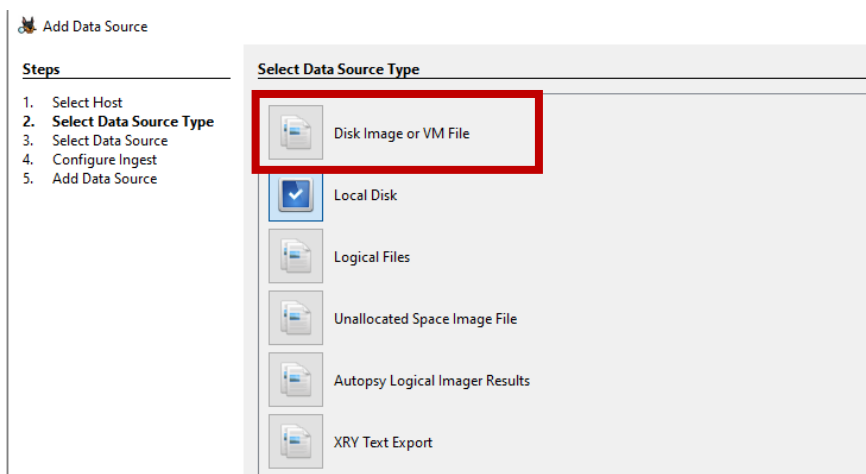 Add Data Source
Steps
1. Select Host
2. Select Data Source Type
3. Select Data Source
4. Configure Ingest
5. Add Data Source
Select Data Source Type
Disk Image or VM File
Local Disk
Logical Files
Unallocated Space Image File
Autopsy Logical Imager Results
XRY Text Export